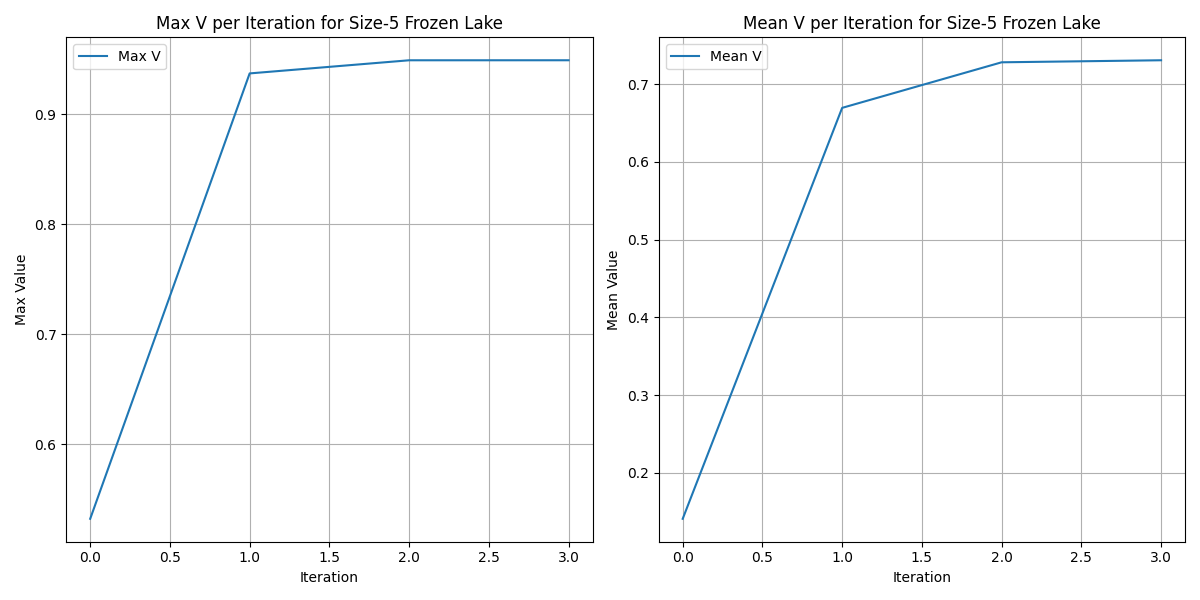 Max V per Iteration for Size-5 Frozen Lake
Max V
0.9
0.8
0.7
0.6
Max Value
0.0 0.5 1.0 1.5 2.0 2.5 3.0
Iteration
Mean V per Iteration for Size-5 Frozen Lake
Mean V
0.7
0.6
0.5
0.4
0.3
0.2
Mean Value
0.0 0.5 1.0 1.5 2.0 2.5 3.0
Iteration